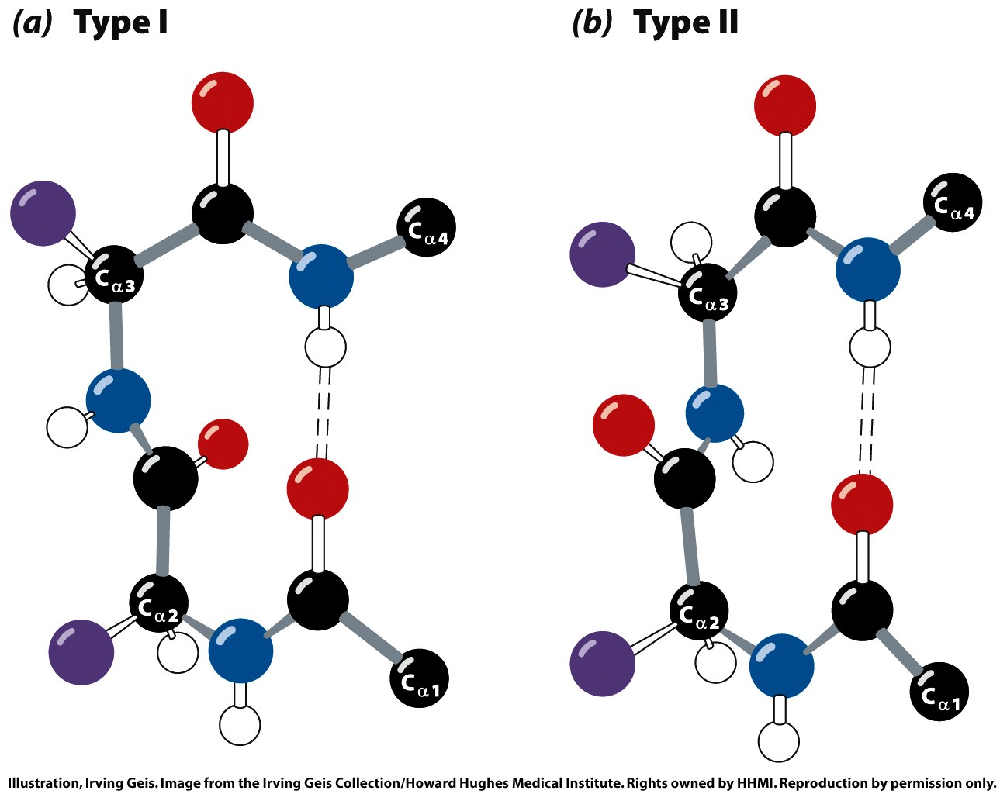 (a) Type I
(b) Type II
Cα4
Cα3
Cα2
Cα1
Cα4
Cα3
Cα2
Cα1
Illustration, Irving Geis. Image from the Irving Geis Collection/Howard Hughes Medical Institute. Rights owned by HHMI. Reproduction by permission only.